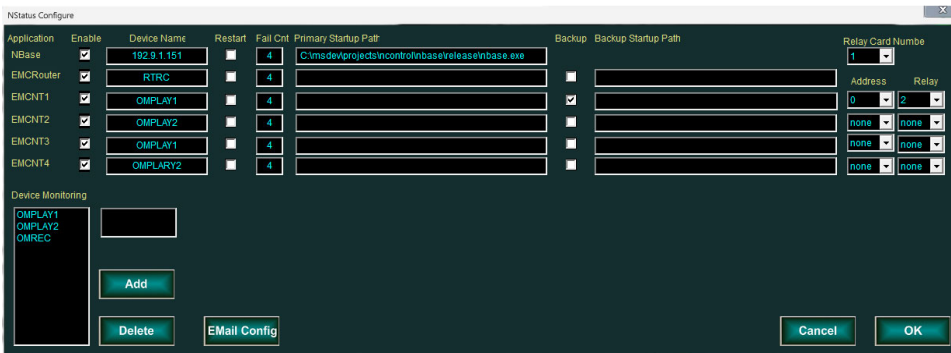 NStatus Configure
Application Enable Device Name Restart Fail Cnt Primary Startup Path Backup Backup Startup Path Relay Card Numbe
NBase 192.9.1.151 4 C:\msdev\projects\ncontrol\nbase\release\nbase.exe 1
EMCRouter RTRC 4 Address Relay
EMCNT1 OMPLAY1 4 0 2
EMCNT2 OMPLAY2 4 none none
EMCNT3 OMPLAY1 4 none none
EMCNT4 OMPLARY2 4 none none
Device Monitoring
OMPLAY1
OMPLAY2
OMREC
Add
Delete EMail Config Cancel OK